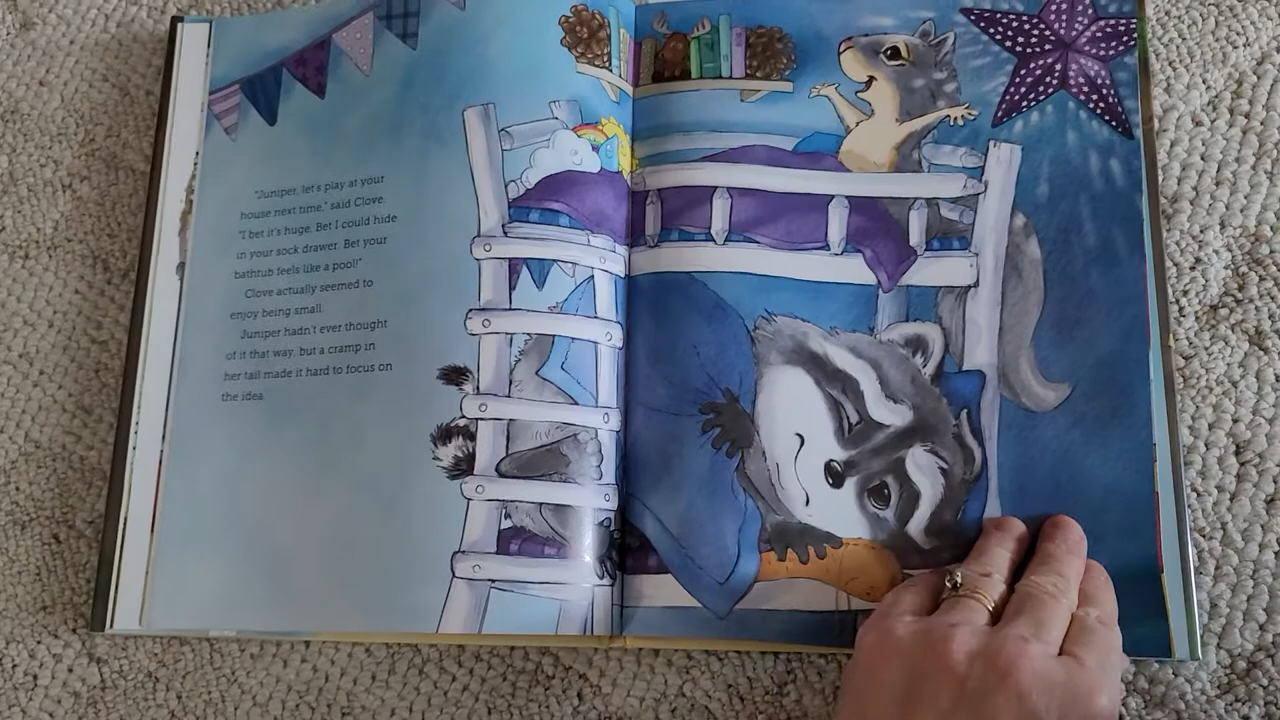 "Juniper, let's play at your
house next time," said Clove.
"I bet it's huge. Bet I could hide
in your sock drawer. Bet your
bathtub feels like a pool!"
Clove actually seemed to
enjoy being small.
Juniper hadn't ever thought
of it that way, but a cramp in
her tail made it hard to focus on
the idea.